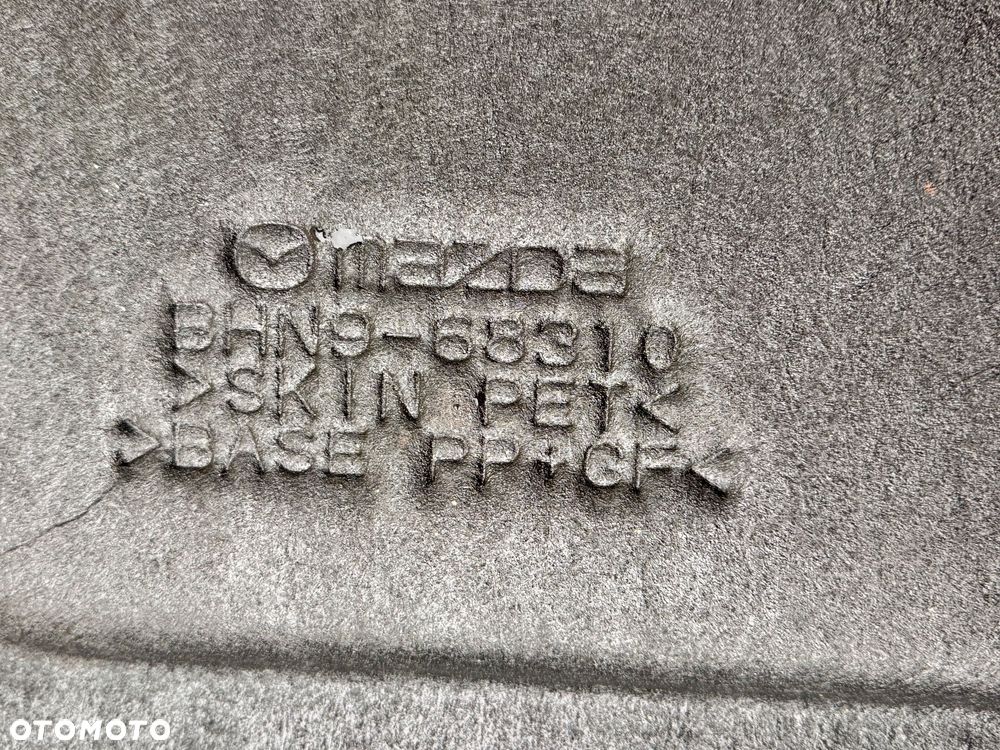 mazda
BHN9-68310
>SKIN PET<
>BASE PP+GF<
OTOMOTO